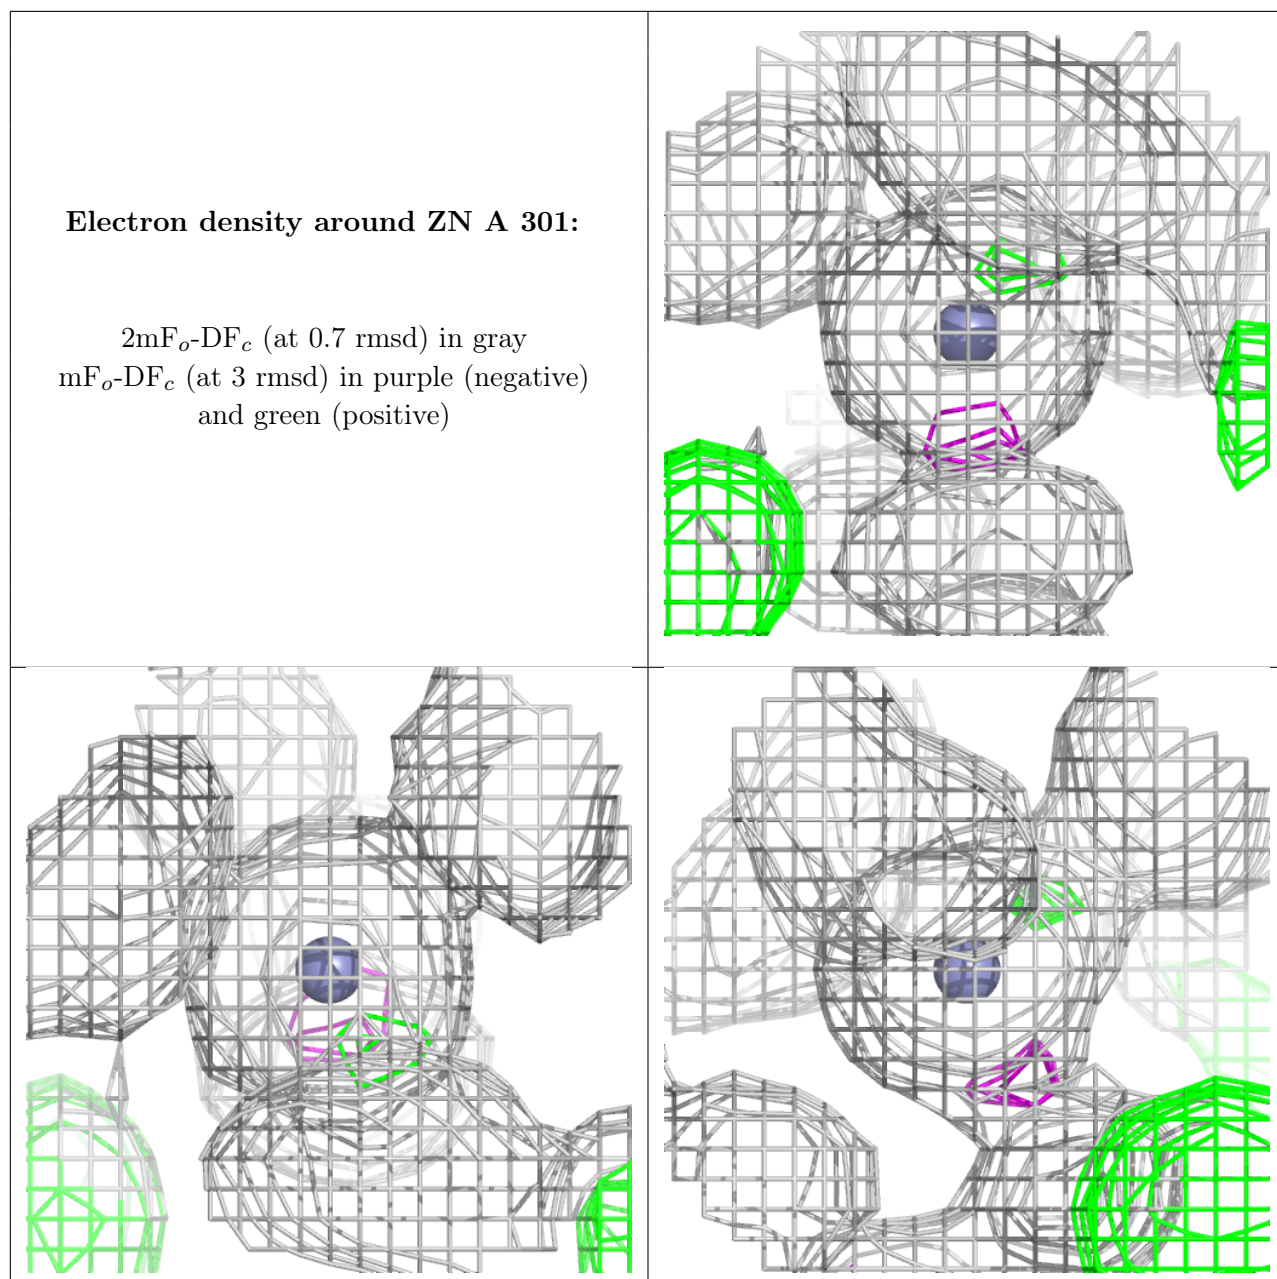 Electron density around ZN A 301:
2mFo-DFc (at 0.7 rmsd) in gray
mFo-DFc (at 3 rmsd) in purple (negative)
and green (positive)